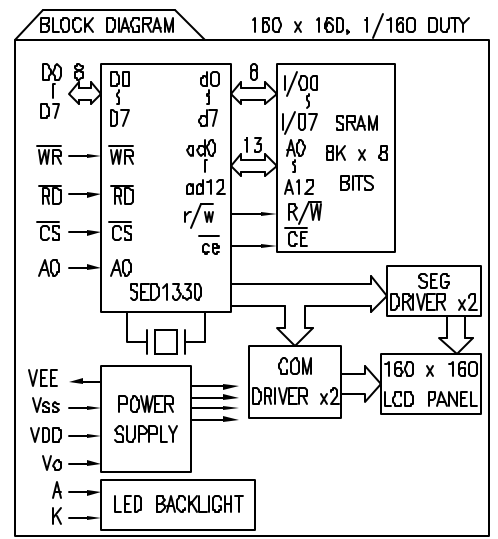 BLOCK DIAGRAM 160 x 160, 1/160 DUTY
D0 8 D0 d0 8 I/O0
D7 D7 d7 I/O7 SRAM
WR WR ad0 13 A0 8K x 8
RD RD ad12 A12 BITS
CS CS r/w R/W
ce CE
A0 A0
SED1330
SEG
DRIVER x2
COM
DRIVER x2
160 x 160
LCD PANEL
VEE
Vss POWER
VDD SUPPLY
Vo
A
K
LED BACKLIGHT